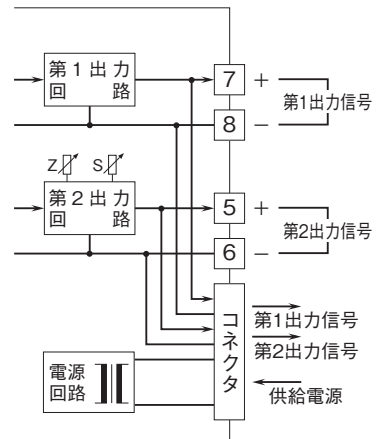 第1出力
回路
7
+
第1出力信号
8
−
Z
S
第2出力
回路
5
+
第2出力信号
6
−
コネクタ
第1出力信号
第2出力信号
供給電源
電源
回路